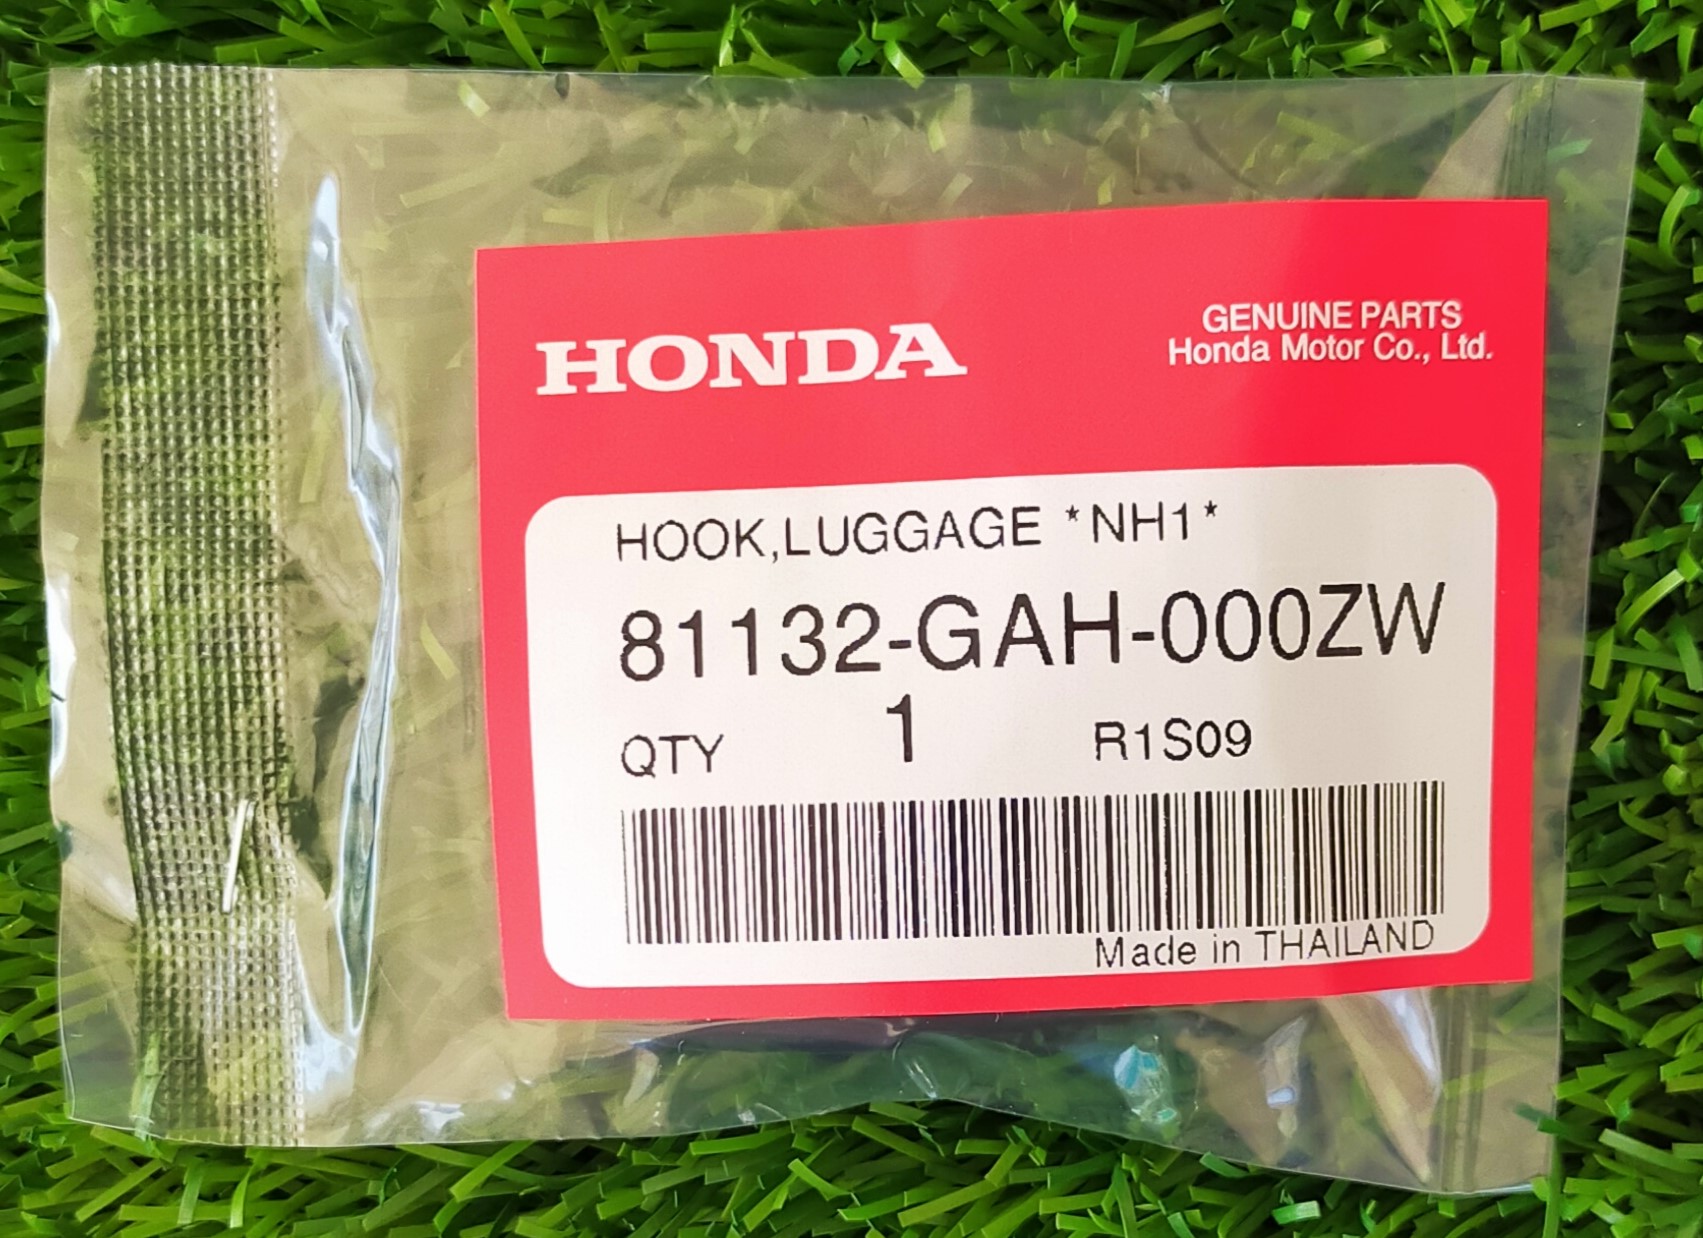 HONDA
GENUINE PARTS
Honda Motor Co., Ltd.
HOOK,LUGGAGE *NH1*
81132-GAH-000ZW
QTY 1 R1S09
Made in THAILAND